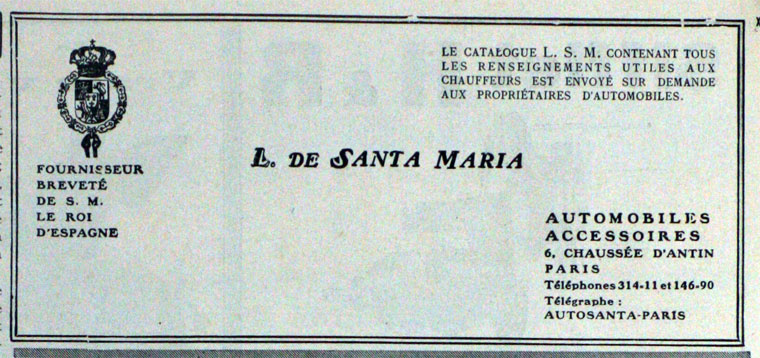 LE CATALOGUE L. S. M. CONTENANT TOUS
LES RENSEIGNEMENTS UTILES AUX
CHAUFFEURS EST ENVOYÉ SUR DEMANDE
AUX PROPRIÉTAIRES D'AUTOMOBILES.
L. DE SANTA MARIA
FOURNISSEUR
BREVETÉ
DE S. M.
LE ROI
D'ESPAGNE
AUTOMOBILES
ACCESSOIRES
6, CHAUSSÉE D'ANTIN
PARIS
Téléphones 314-11 et 146-90
Télégraphe :
AUTOSANTA-PARIS